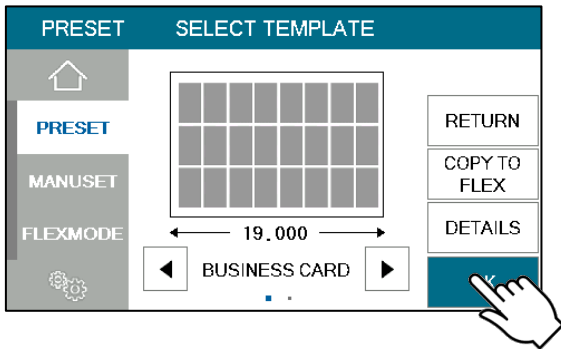 PRESET SELECT TEMPLATE
PRESET
MANUSET
FLEXMODE
19.000
BUSINESS CARD
RETURN
COPY TO
FLEX
DETAILS